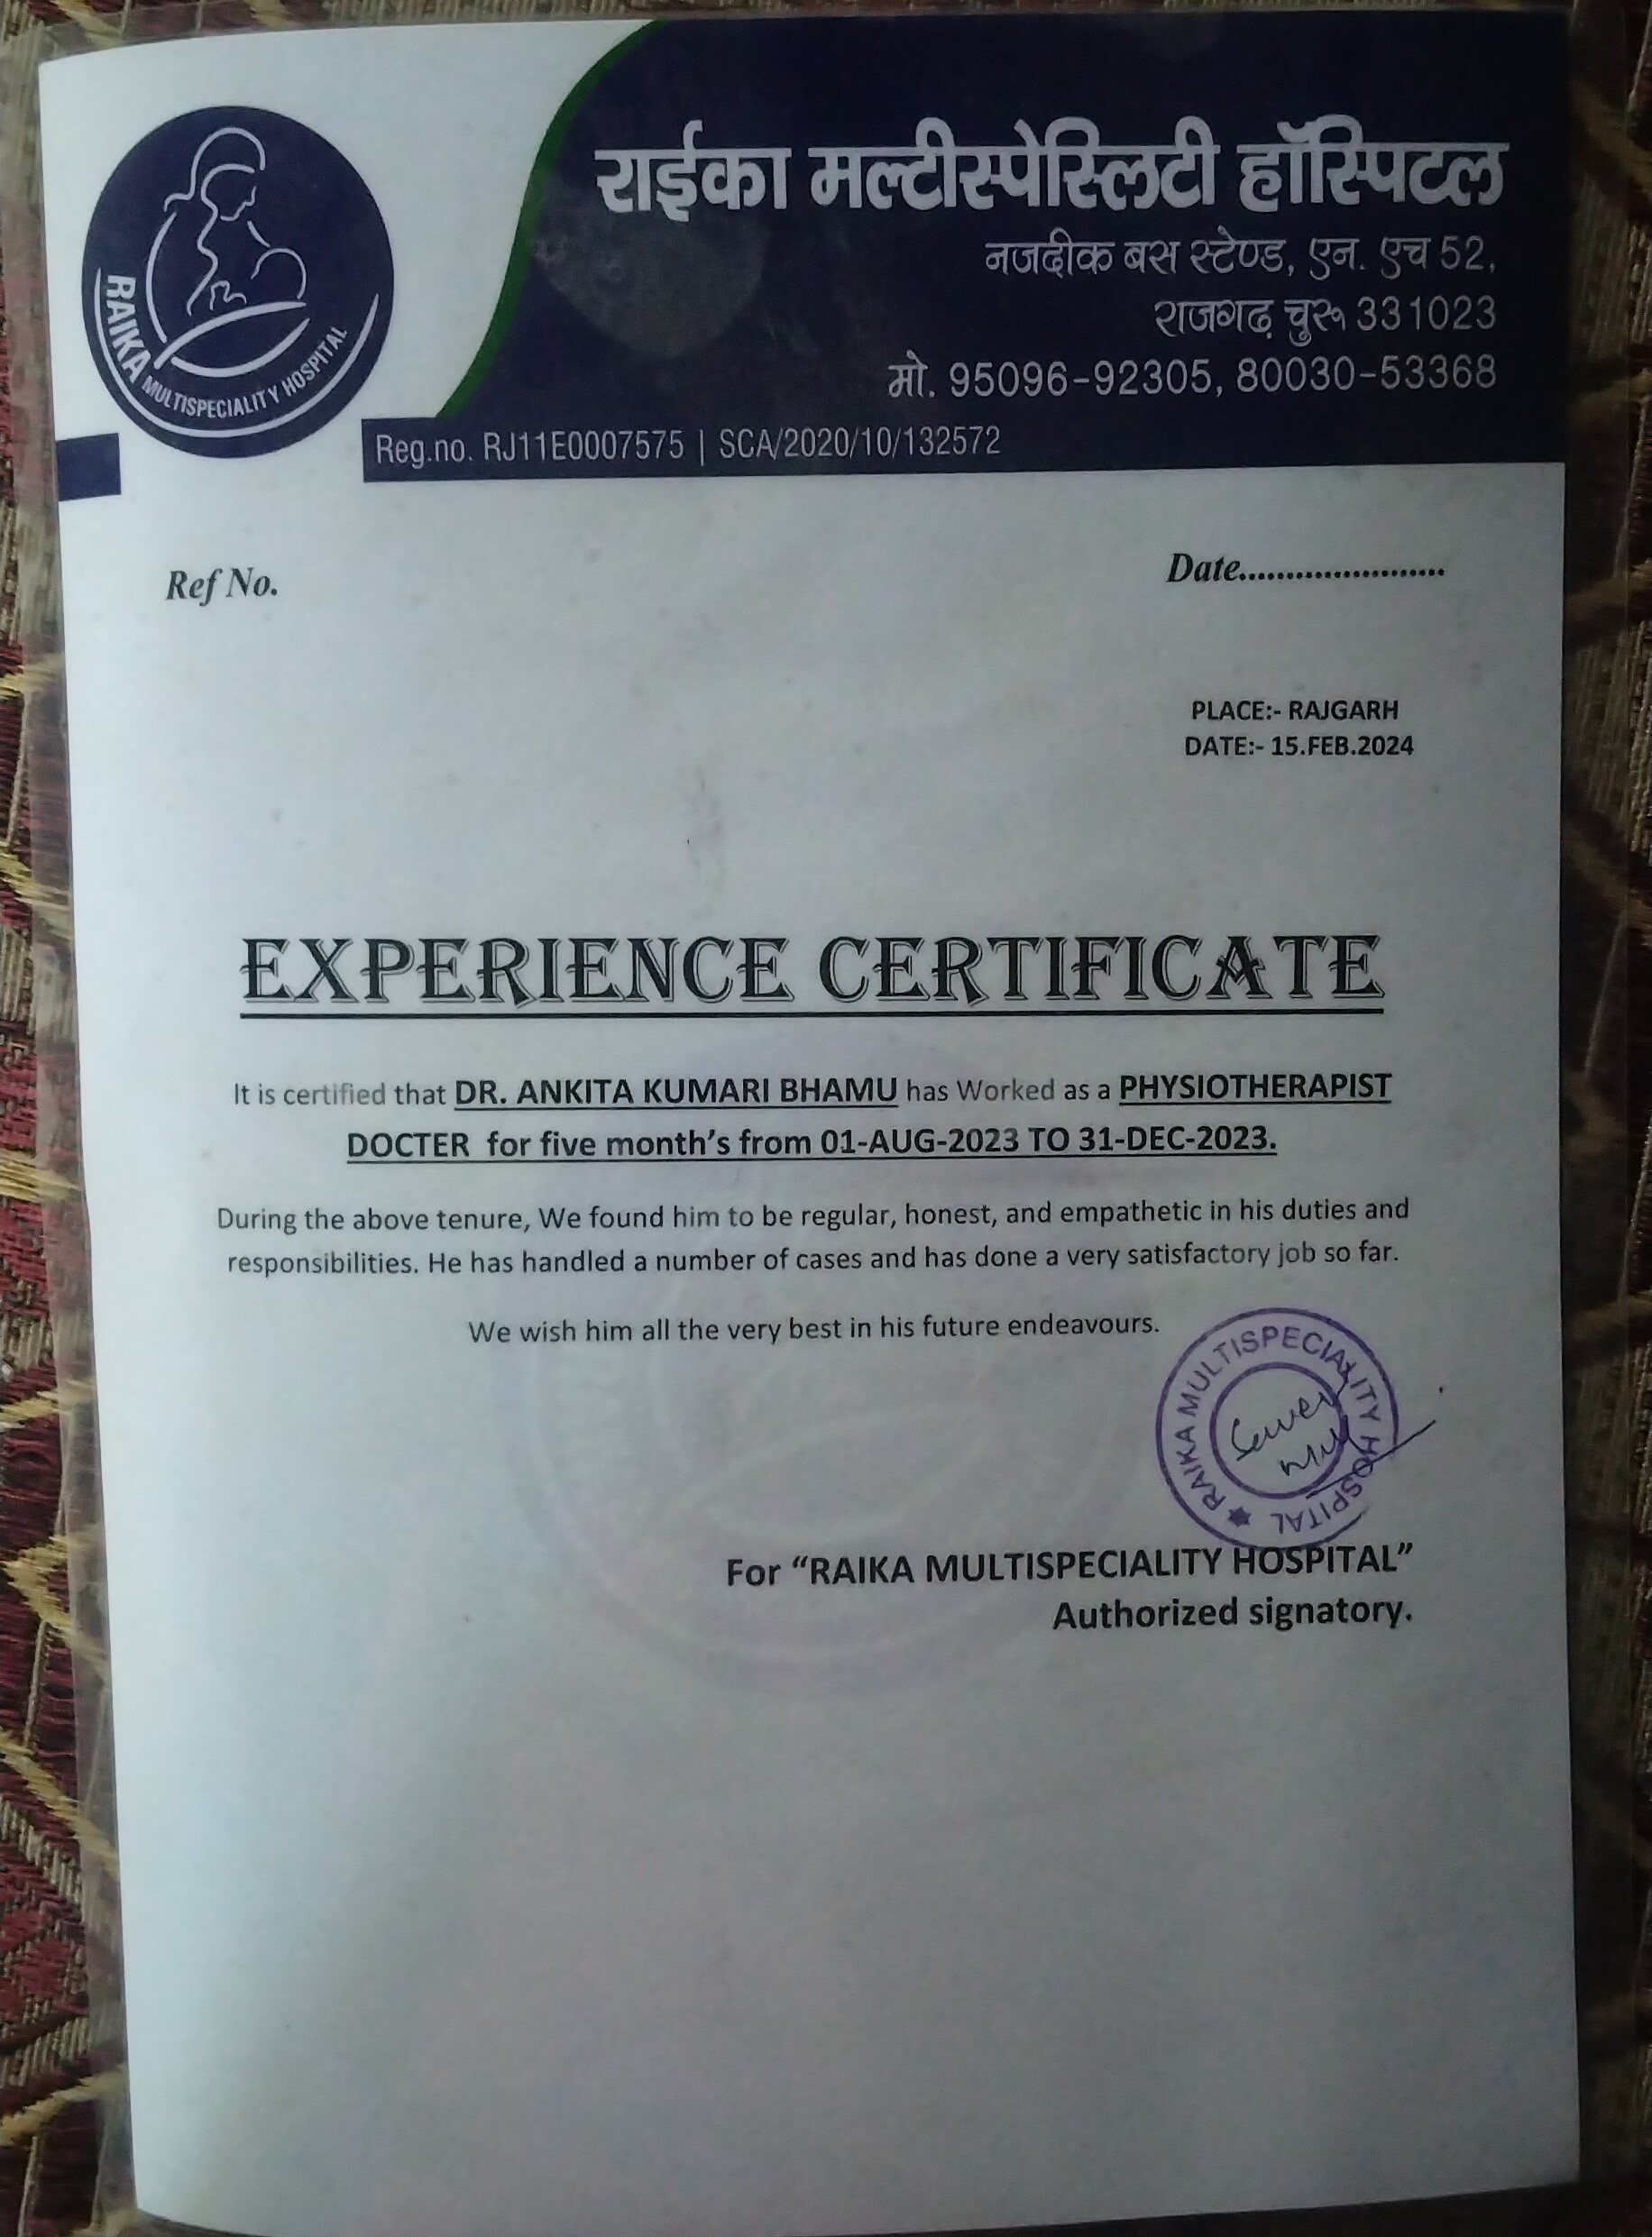 राईका मल्टीस्पेस्लिटी हॉस्पिटल
नजदीक बस स्टेण्ड, एन. एच 52,
राजगढ़ चुरू 331023
मो. 95096-92305, 80030-53368
RAIKA MULTISPECIALITY HOSPITAL
Reg.no. RJ11E0007575 | SCA/2020/10/132572
Ref No.
Date......................
PLACE:- RAJGARH
DATE:- 15.FEB.2024
EXPERIENCE CERTIFICATE
It is certified that DR. ANKITA KUMARI BHAMU has Worked as a PHYSIOTHERAPIST
DOCTER for five month's from 01-AUG-2023 TO 31-DEC-2023.
During the above tenure, We found him to be regular, honest, and empathetic in his duties and
responsibilities. He has handled a number of cases and has done a very satisfactory job so far.
We wish him all the very best in his future endeavours.
RAIKA MULTISPECIALITY HOSPITAL
For “RAIKA MULTISPECIALITY HOSPITAL”
Authorized signatory.